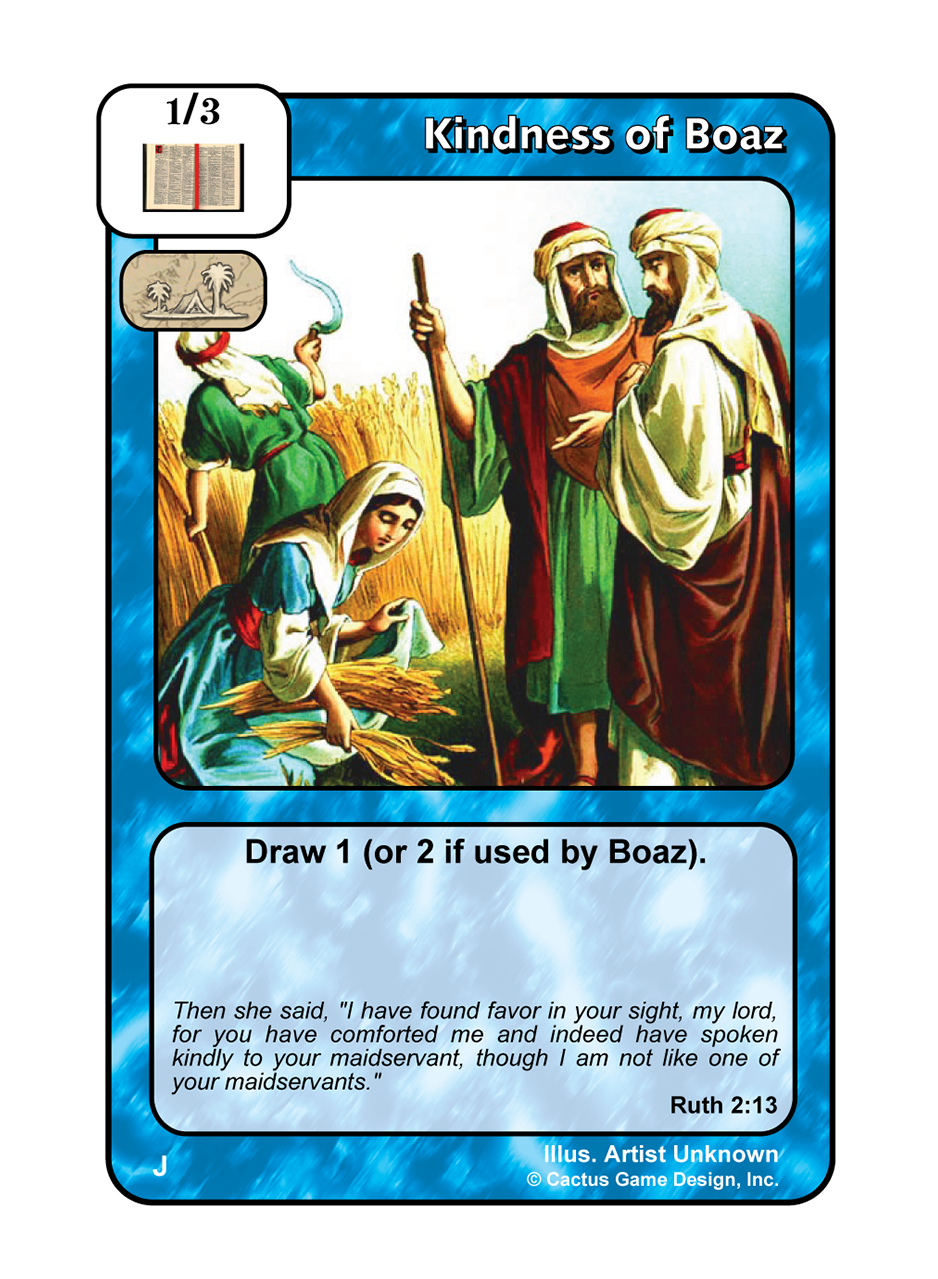 1/3
Kindness of Boaz
Draw 1 (or 2 if used by Boaz).
Then she said, "I have found favor in your sight, my lord,
for you have comforted me and indeed have spoken
kindly to your maidservant, though I am not like one of
your maidservants."
Ruth 2:13
J
Illus. Artist Unknown
© Cactus Game Design, Inc.